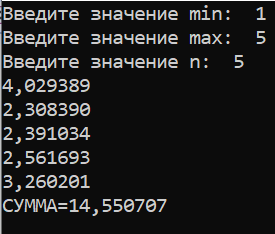 Введите значение min:  1
Введите значение max:  5
Введите значение n:  5
4,029389
2,308390
2,391034
2,561693
3,260201
СУММА=14,550707